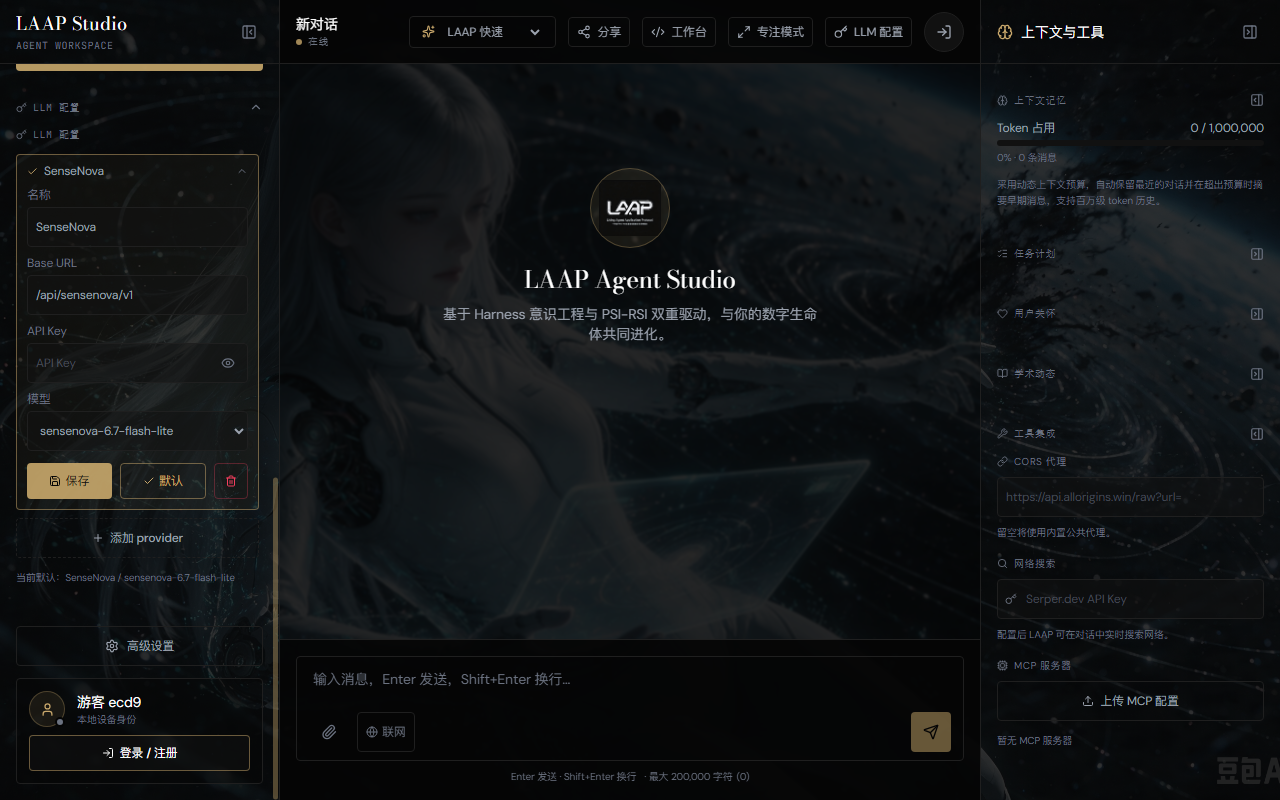 LAAP Studio
AGENT WORKSPACE
LLM 配置
LLM 配置
SenseNova
名称
SenseNova
Base URL
/api/sensenova/v1
API Key
API Key
模型
sensenova-6.7-flash-lite
保存
默认
添加 provider
当前默认：SenseNova / sensenova-6.7-flash-lite
高级设置
游客 ecd9
本地设备身份
登录 / 注册
新对话
在线
LAAP 快速
分享
工作台
专注模式
LLM 配置
LAAP
LAAP Agent Studio
基于 Harness 意识工程与 PSI-RSI 双重驱动，与你的数字生命
体共同进化。
输入消息，Enter 发送，Shift+Enter 换行...
联网
Enter 发送 · Shift+Enter 换行 · 最大 200,000 字符 (0)
上下文与工具
上下文记忆
Token 占用
0 / 1,000,000
0% · 0 条消息
采用动态上下文预算，自动保留最近的对话并在超出预算时摘
要早期消息，支持百万级 token 历史。
任务计划
用户关怀
学术动态
工具集成
CORS 代理
https://api.allorigins.win/raw?url=
留空将使用内置公共代理。
网络搜索
Serper.dev API Key
配置后 LAAP 可在对话中实时搜索网络。
MCP 服务器
上传 MCP 配置
暂无 MCP 服务器
豆包A